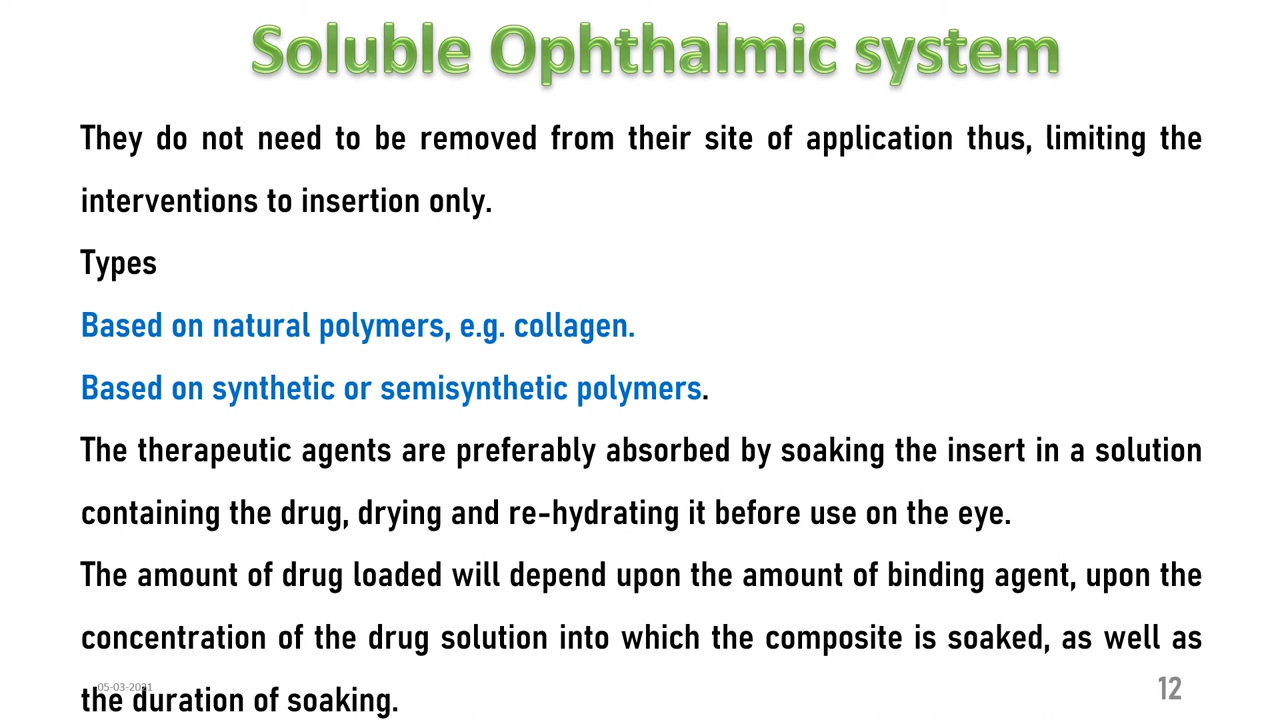 Soluble Ophthalmic system
They do not need to be removed from their site of application thus, limiting the
interventions to insertion only.
Types
Based on natural polymers, e.g. collagen.
Based on synthetic or semisynthetic polymers.
The therapeutic agents are preferably absorbed by soaking the insert in a solution
containing the drug, drying and re-hydrating it before use on the eye.
The amount of drug loaded will depend upon the amount of binding agent, upon the
concentration of the drug solution into which the composite is soaked, as well as
the duration of soaking.
05-03-2021
12